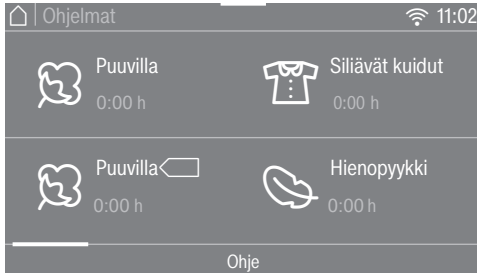 Ohjelmat 11:02
Puuvilla
0:00 h
Siliävät kuidut
0:00 h
Puuvilla
0:00 h
Hienopyykki
0:00 h
Ohje